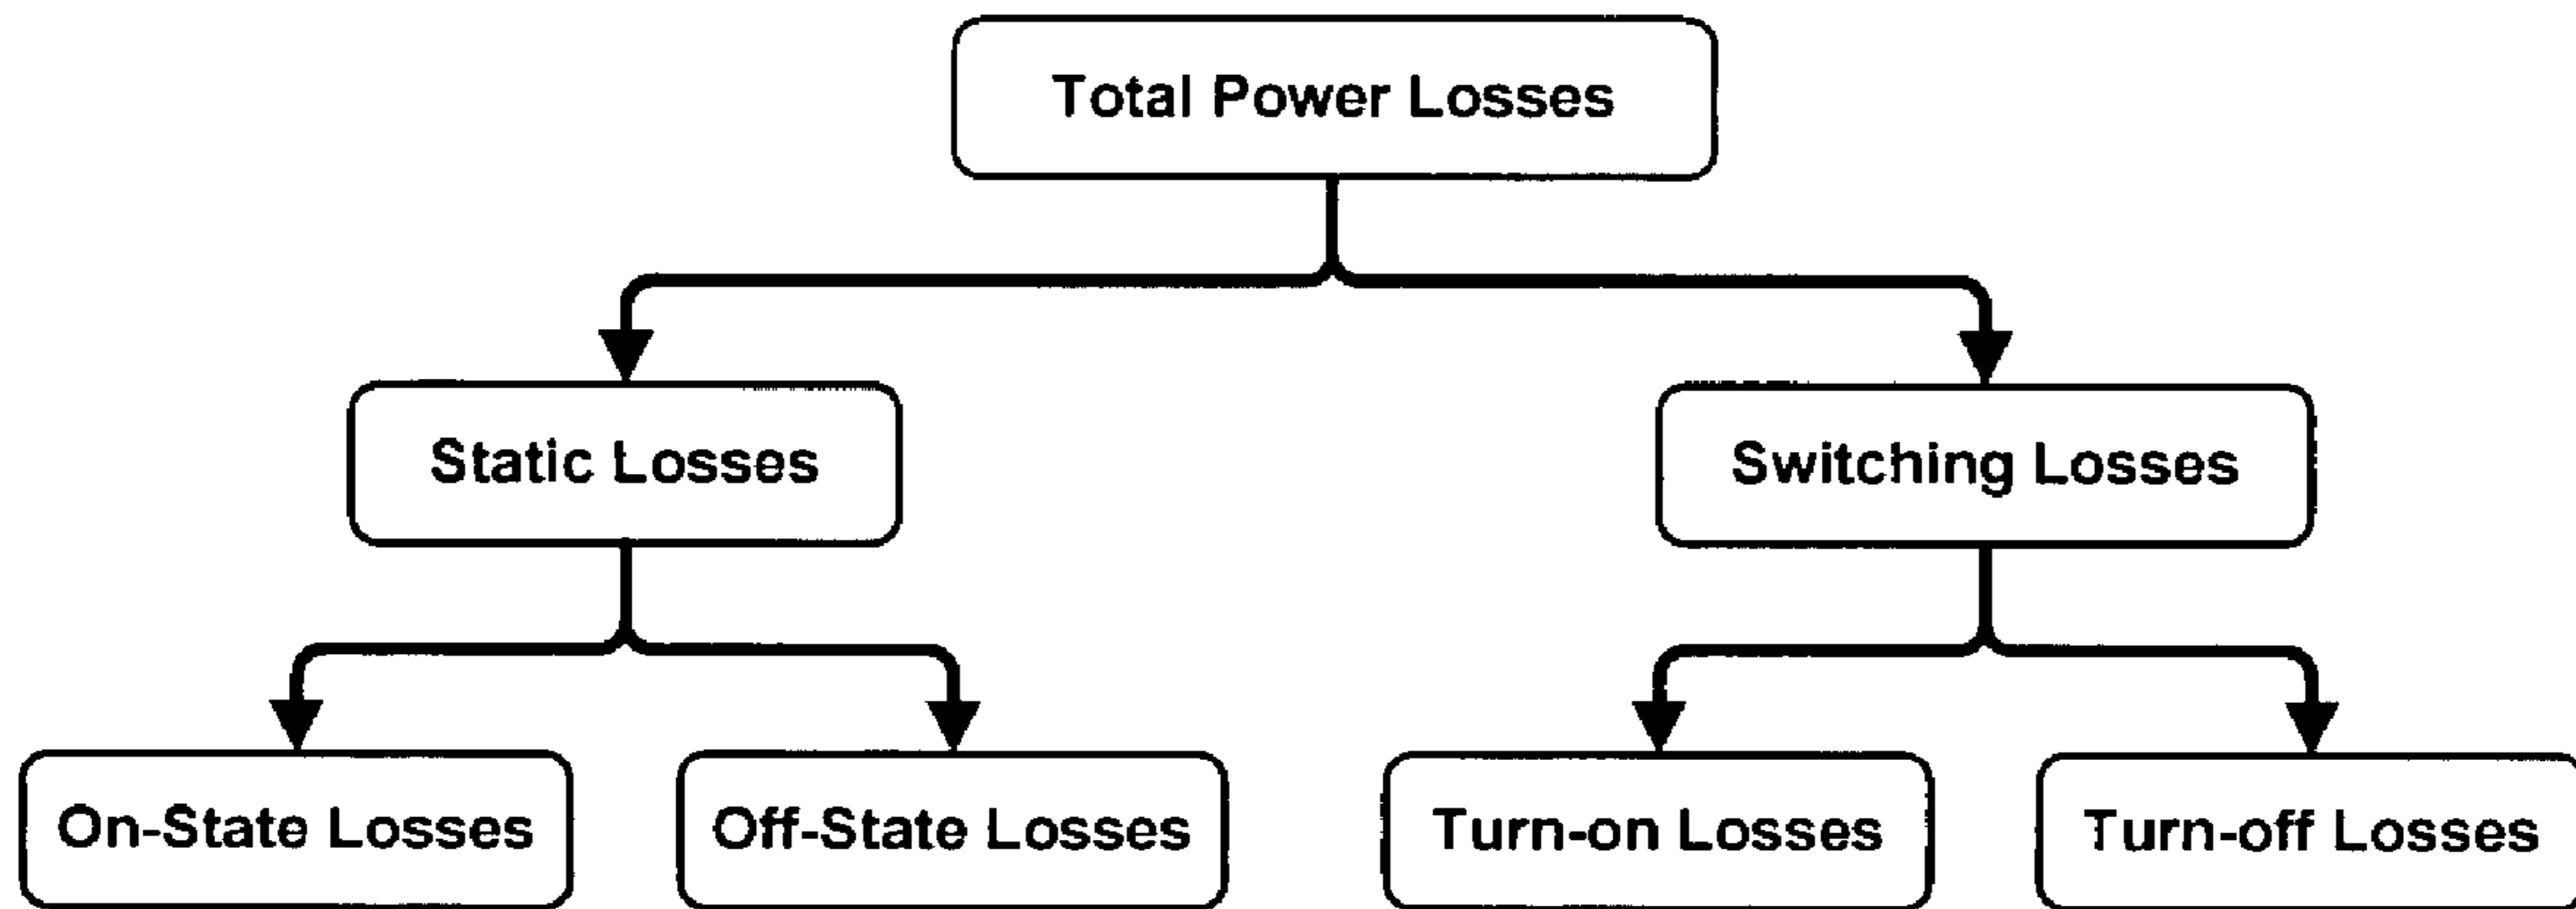 Total Power Losses
Static Losses
Switching Losses
On-State Losses
Off-State Losses
Turn-on Losses
Turn-off Losses